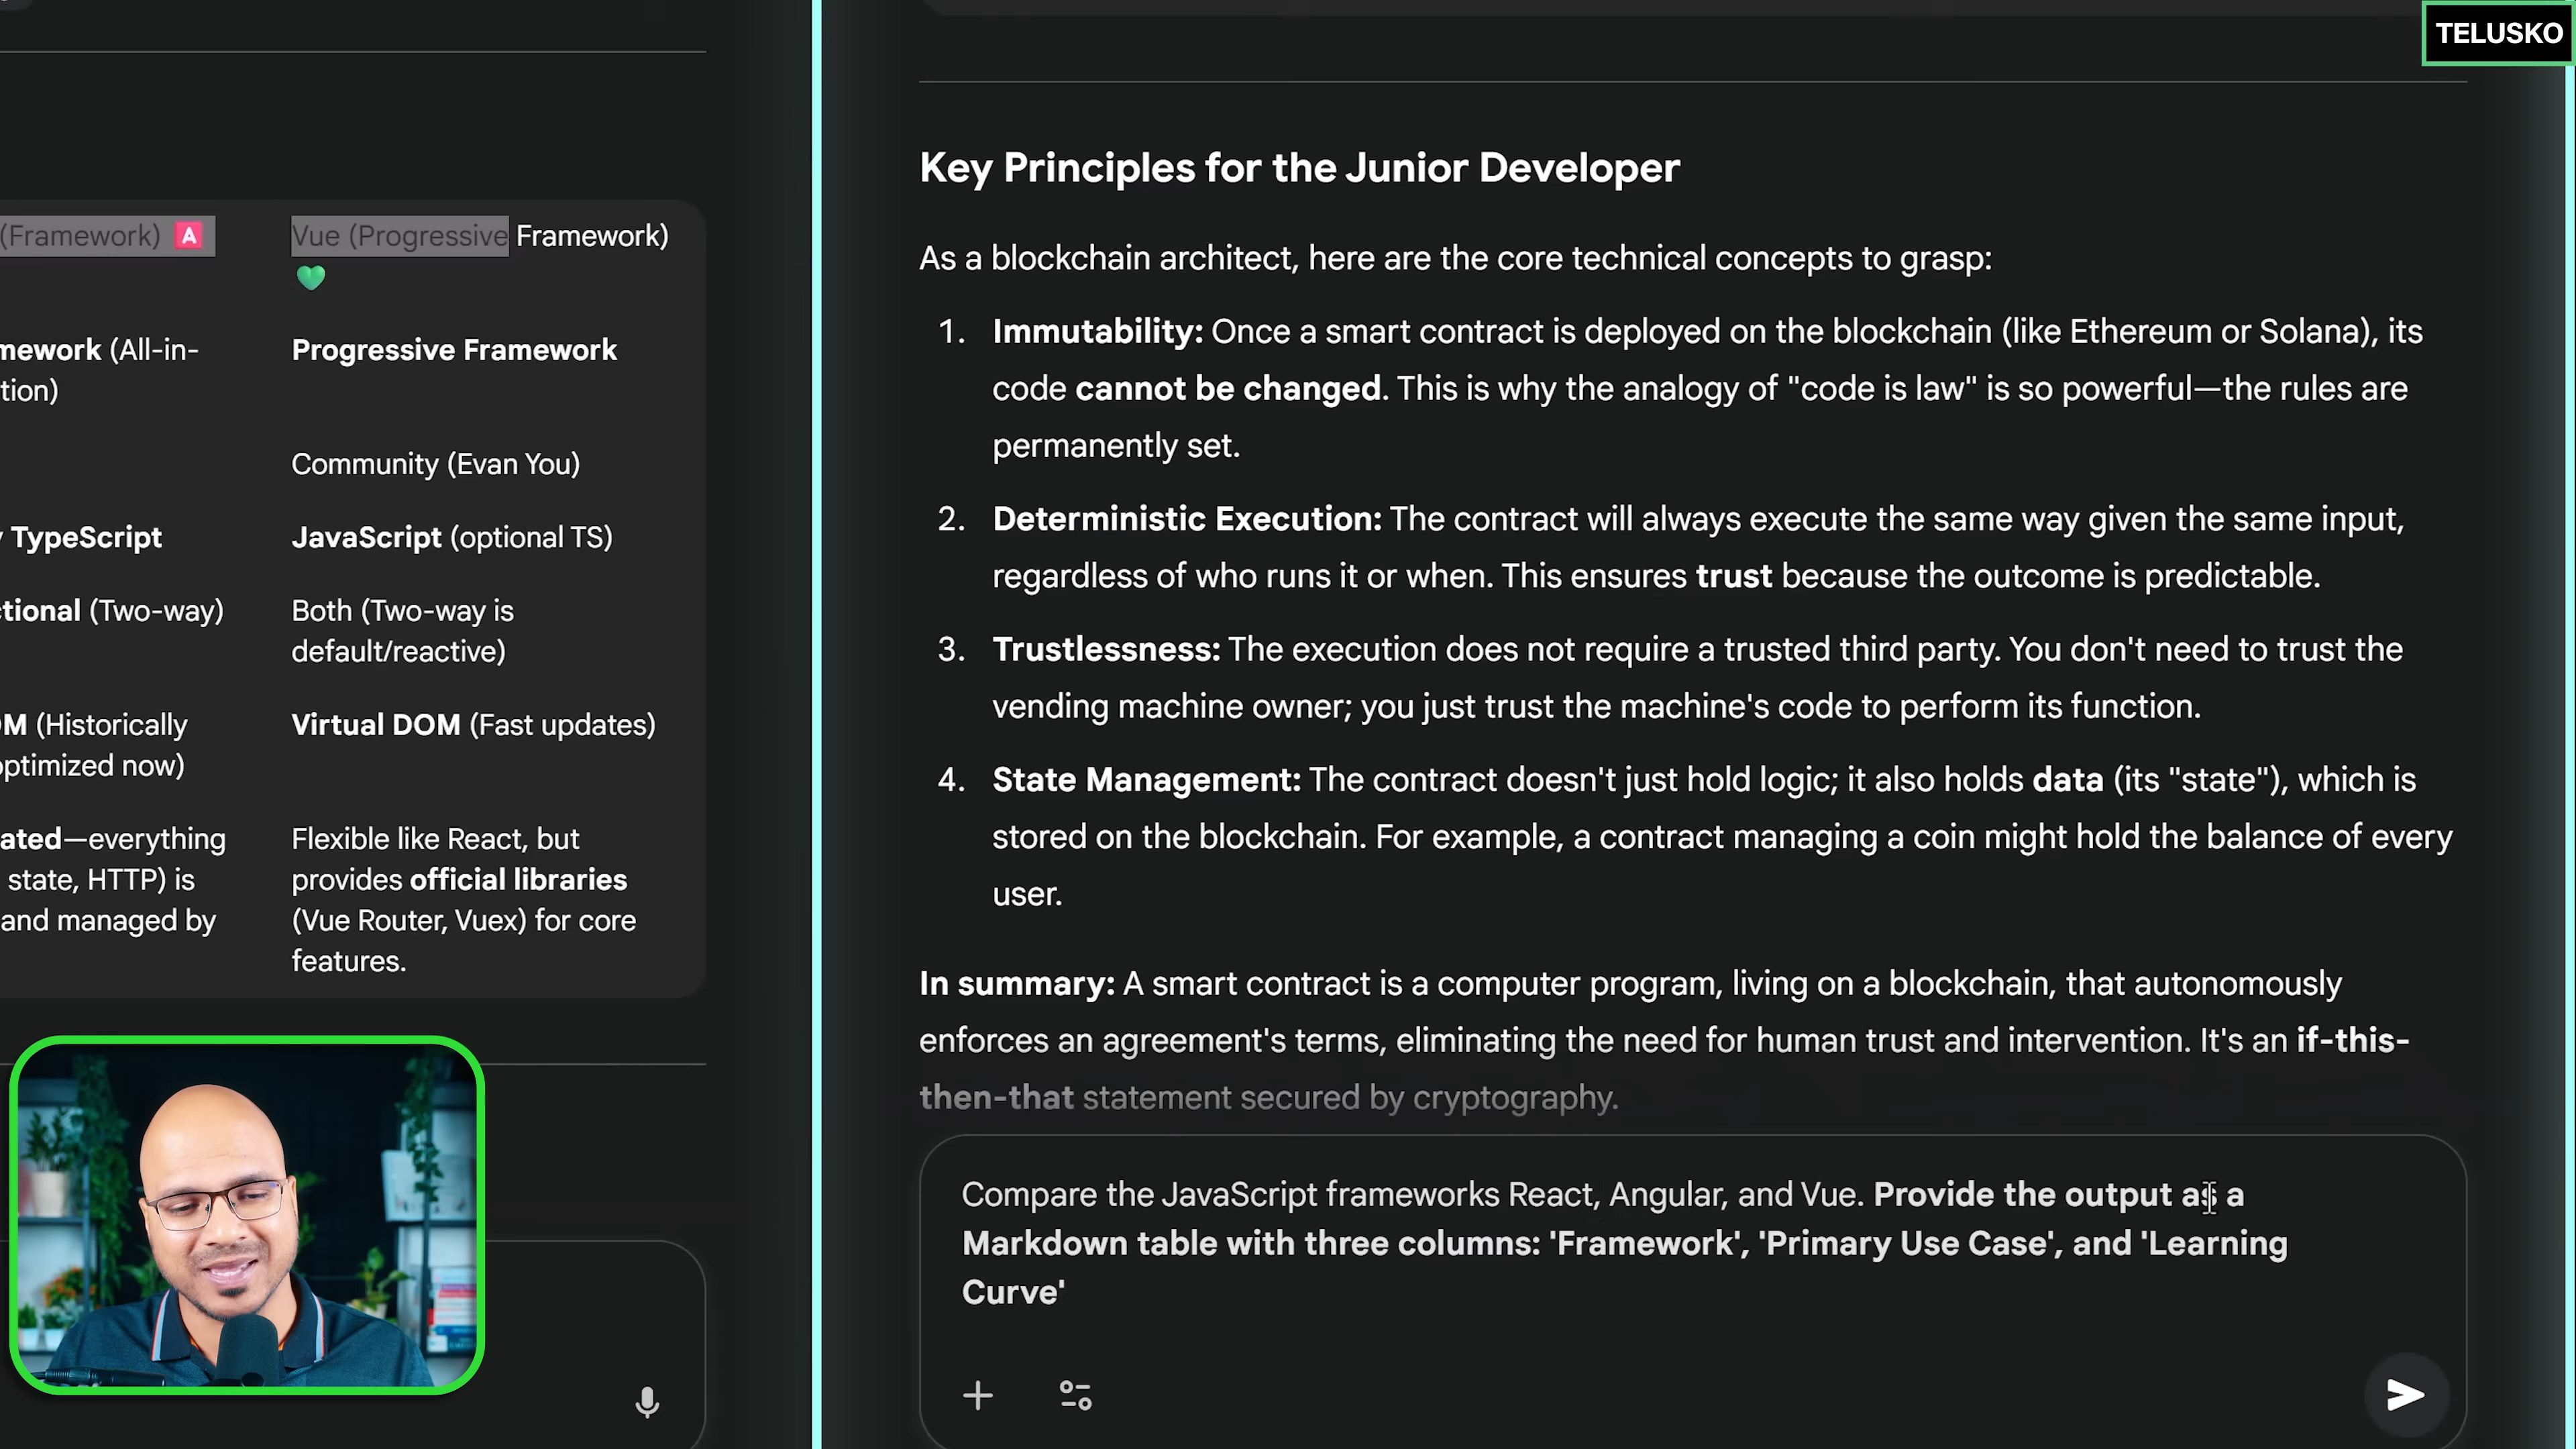 TELUSKO
(Framework) A
Vue (Progressive Framework)
mework (All-in-
tion)
Progressive Framework
Community (Evan You)
TypeScript
JavaScript (optional TS)
ctional (Two-way)
Both (Two-way is
default/reactive)
OM (Historically
optimized now)
Virtual DOM (Fast updates)
ated—everything
state, HTTP) is
and managed by
Flexible like React, but
provides official libraries
(Vue Router, Vuex) for core
features.
Key Principles for the Junior Developer
As a blockchain architect, here are the core technical concepts to grasp:
1. Immutability: Once a smart contract is deployed on the blockchain (like Ethereum or Solana), its
code cannot be changed. This is why the analogy of "code is law" is so powerful—the rules are
permanently set.
2. Deterministic Execution: The contract will always execute the same way given the same input,
regardless of who runs it or when. This ensures trust because the outcome is predictable.
3. Trustlessness: The execution does not require a trusted third party. You don't need to trust the
vending machine owner; you just trust the machine's code to perform its function.
4. State Management: The contract doesn't just hold logic; it also holds data (its "state"), which is
stored on the blockchain. For example, a contract managing a coin might hold the balance of every
user.
In summary: A smart contract is a computer program, living on a blockchain, that autonomously
enforces an agreement's terms, eliminating the need for human trust and intervention. It's an if-this-
then-that statement secured by cryptography.
Compare the JavaScript frameworks React, Angular, and Vue. Provide the output as a
Markdown table with three columns: 'Framework', 'Primary Use Case', and 'Learning
Curve'